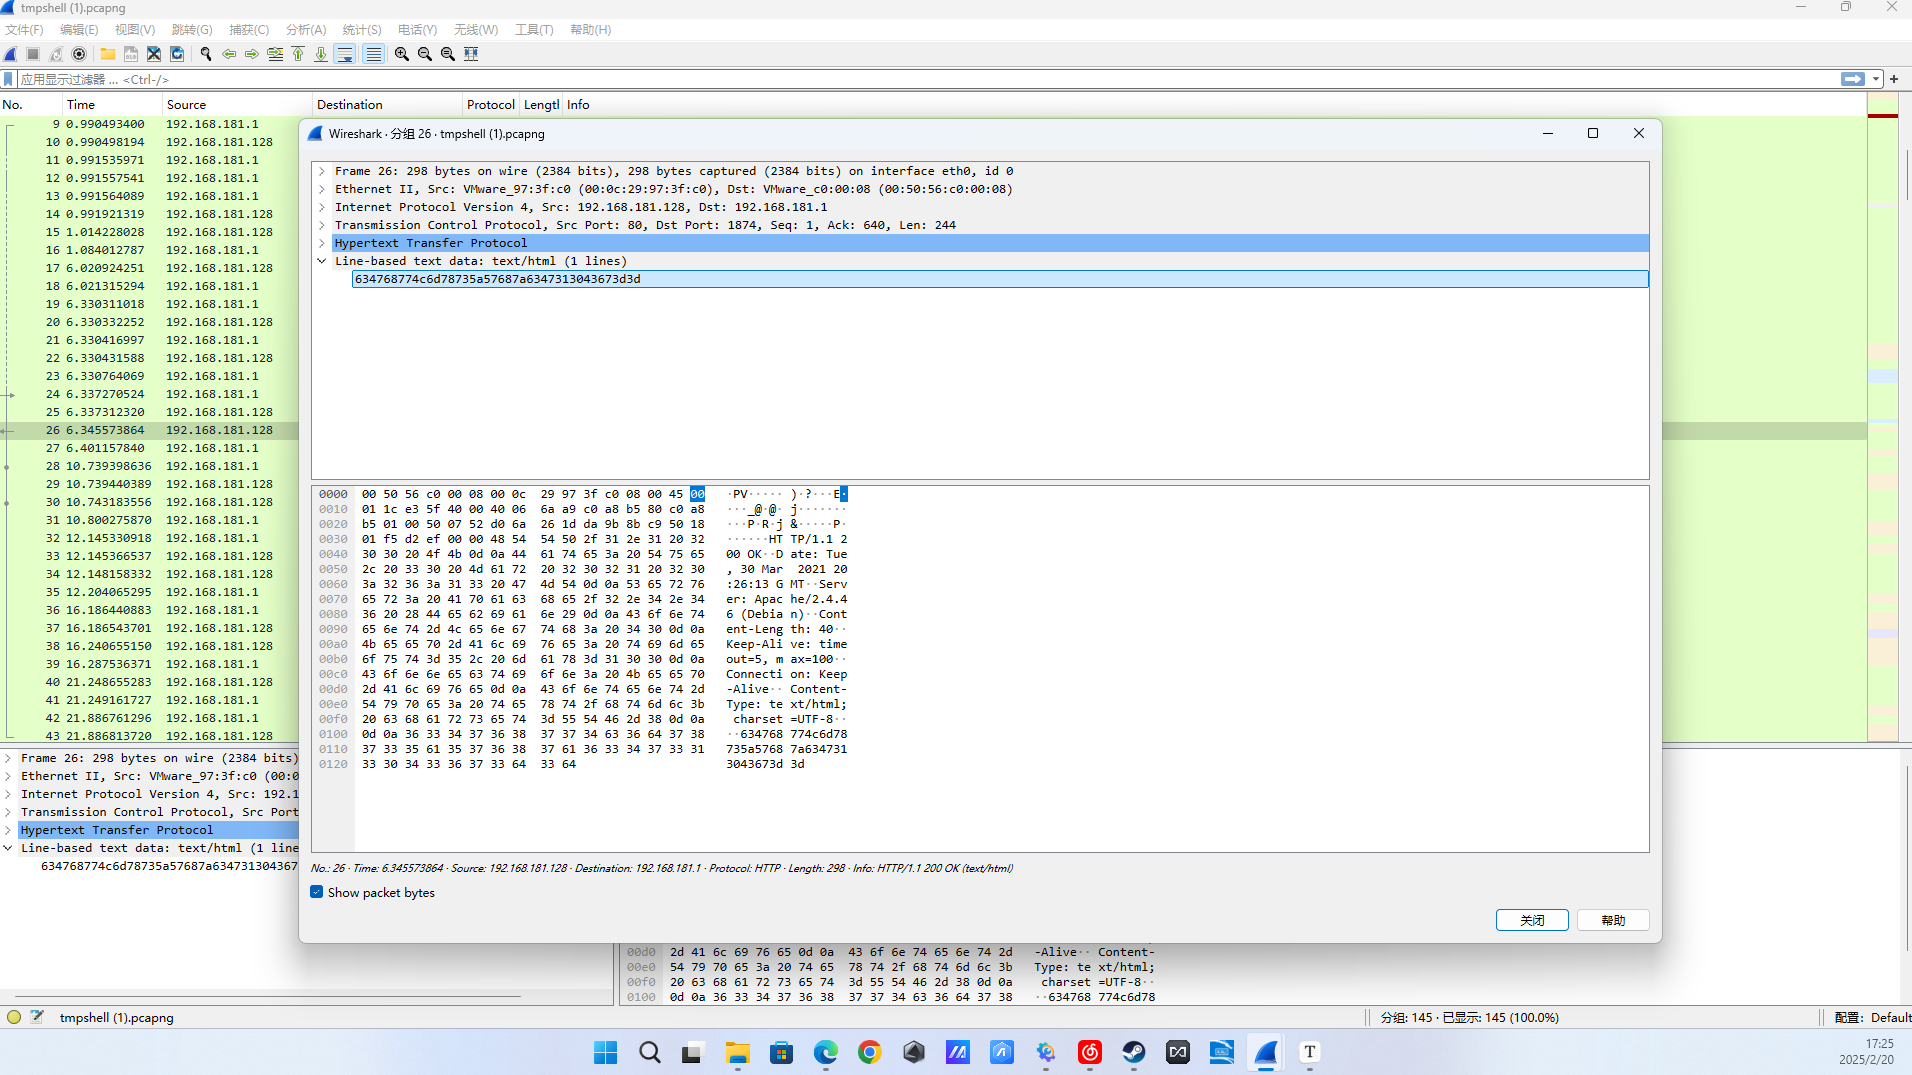 tmpshell (1).pcapng
文件(F) 编辑(E) 视图(V) 跳转(G) 捕获(C) 分析(A) 统计(S) 电话(Y) 无线(W) 工具(T) 帮助(H)
应用显示过滤器 … <Ctrl-/>
No. Time Source Destination Protocol Lengtl Info
9 0.990493400 192.168.181.1
10 0.990498194 192.168.181.128
11 0.991535971 192.168.181.1
12 0.991557541 192.168.181.1
13 0.991564089 192.168.181.1
14 0.991921319 192.168.181.128
15 1.014228028 192.168.181.128
16 1.084012787 192.168.181.1
17 6.020924251 192.168.181.128
18 6.021315294 192.168.181.1
19 6.330311018 192.168.181.1
20 6.330332252 192.168.181.128
21 6.330416997 192.168.181.1
22 6.330431588 192.168.181.128
23 6.330764069 192.168.181.1
24 6.337270524 192.168.181.1
25 6.337312320 192.168.181.128
26 6.345573864 192.168.181.128
27 6.401157840 192.168.181.1
28 10.739398636 192.168.181.1
29 10.739440389 192.168.181.128
30 10.743183556 192.168.181.128
31 10.800275870 192.168.181.1
32 12.145330918 192.168.181.1
33 12.145366537 192.168.181.128
34 12.148158332 192.168.181.128
35 12.204065295 192.168.181.1
36 16.186440883 192.168.181.1
37 16.186543701 192.168.181.128
38 16.240655150 192.168.181.128
39 16.287536371 192.168.181.1
40 21.248655283 192.168.181.128
41 21.249161727 192.168.181.1
42 21.886761296 192.168.181.1
43 21.886813720 192.168.181.128
Wireshark · 分组 26 · tmpshell (1).pcapng
Frame 26: 298 bytes on wire (2384 bits), 298 bytes captured (2384 bits) on interface eth0, id 0
Ethernet II, Src: VMware_97:3f:c0 (00:0c:29:97:3f:c0), Dst: VMware_c0:00:08 (00:50:56:c0:00:08)
Internet Protocol Version 4, Src: 192.168.181.128, Dst: 192.168.181.1
Transmission Control Protocol, Src Port: 80, Dst Port: 1874, Seq: 1, Ack: 640, Len: 244
Hypertext Transfer Protocol
Line-based text data: text/html (1 lines)
634768774c6d78735a57687a6347313043673d3d
0000 00 50 56 c0 00 08 00 0c 29 97 3f c0 08 00 45 00 ·PV····· )·?···E·
0010 01 1c e3 5f 40 00 40 06 6a a9 c0 a8 b5 80 c0 a8 ···_@·@· j·······
0020 b5 01 00 50 07 52 d0 6a 26 1d da 9b 8b c9 50 18 ···P·R·j &·····P·
0030 01 f5 d2 ef 00 00 48 54 54 50 2f 31 2e 31 20 32 ······HT TP/1.1 2
0040 30 30 20 4f 4b 0d 0a 44 61 74 65 3a 20 54 75 65 00 OK··D ate: Tue
0050 2c 20 33 30 20 4d 61 72 20 32 30 32 31 20 32 30 , 30 Mar 2021 20
0060 3a 32 36 3a 31 33 20 47 4d 54 0d 0a 53 65 72 76 :26:13 G MT··Serv
0070 65 72 3a 20 41 70 61 63 68 65 2f 32 2e 34 2e 34 er: Apac he/2.4.4
0080 36 20 28 44 65 62 69 61 6e 29 0d 0a 43 6f 6e 74 6 (Debia n)··Cont
0090 65 6e 74 2d 4c 65 6e 67 74 68 3a 20 34 30 0d 0a ent-Leng th: 40··
00a0 4b 65 65 70 2d 41 6c 69 76 65 3a 20 74 69 6d 65 Keep-Ali ve: time
00b0 6f 75 74 3d 35 2c 20 6d 61 78 3d 31 30 30 0d 0a out=5, m ax=100··
00c0 43 6f 6e 6e 65 63 74 69 6f 6e 3a 20 4b 65 65 70 Connecti on: Keep
00d0 2d 41 6c 69 76 65 0d 0a 43 6f 6e 74 65 6e 74 2d -Alive·· Content-
00e0 54 79 70 65 3a 20 74 65 78 74 2f 68 74 6d 6c 3b Type: te xt/html;
00f0 20 63 68 61 72 73 65 74 3d 55 54 46 2d 38 0d 0a charset =UTF-8··
0100 0d 0a 36 33 34 37 36 38 37 37 34 63 36 64 37 38 ··634768 774c6d78
0110 37 33 35 61 35 37 36 38 37 61 36 33 34 37 33 31 735a5768 7a634731
0120 33 30 34 33 36 37 33 64 33 64 3043673d 3d
No.: 26 · Time: 6.345573864 · Source: 192.168.181.128 · Destination: 192.168.181.1 · Protocol: HTTP · Length: 298 · Info: HTTP/1.1 200 OK (text/html)
Show packet bytes
关闭 帮助
Frame 26: 298 bytes on wire (2384 bits)
Ethernet II, Src: VMware_97:3f:c0 (00:0
Internet Protocol Version 4, Src: 192.1
Transmission Control Protocol, Src Port
Hypertext Transfer Protocol
Line-based text data: text/html (1 line
634768774c6d78735a57687a634731304367
00d0 2d 41 6c 69 76 65 0d 0a 43 6f 6e 74 65 6e 74 2d -Alive·· Content-
00e0 54 79 70 65 3a 20 74 65 78 74 2f 68 74 6d 6c 3b Type: te xt/html;
00f0 20 63 68 61 72 73 65 74 3d 55 54 46 2d 38 0d 0a charset =UTF-8··
0100 0d 0a 36 33 34 37 36 38 37 37 34 63 36 64 37 38 ··634768 774c6d78
tmpshell (1).pcapng
分组: 145 · 已显示: 145 (100.0%)
配置: Default
17:25
2025/2/20